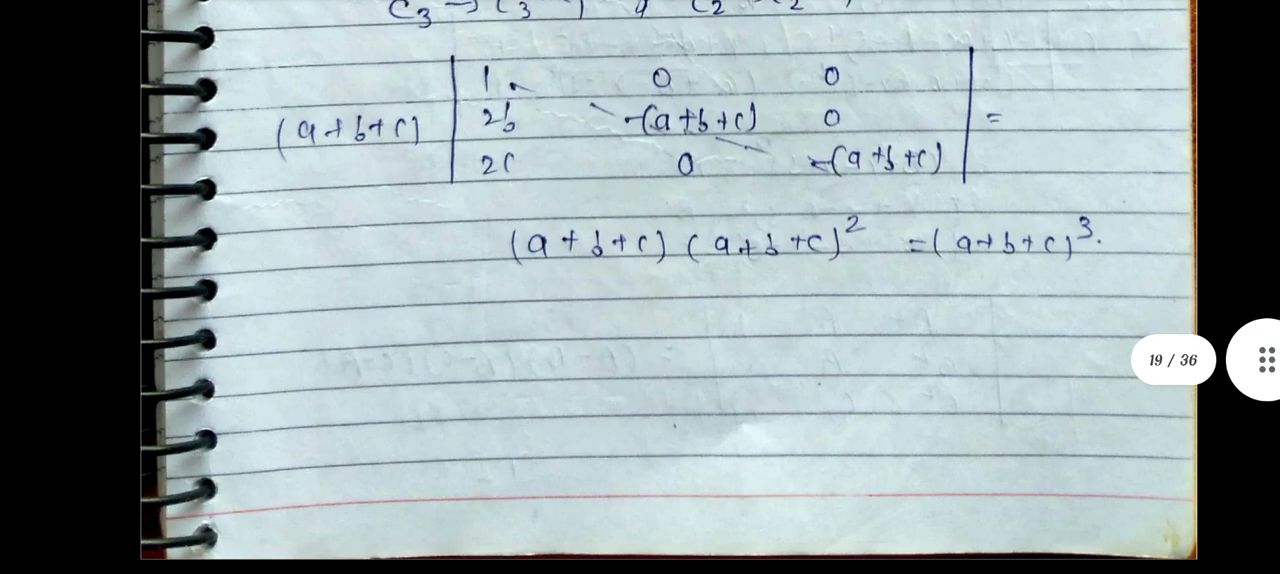 (a+b+c) | 1 0 0 |
| 2b -(a+b+c) 0 | =
| 2c 0 -(a+b+c) |
(a+b+c) (a+b+c)² = (a+b+c)³.
19 / 36